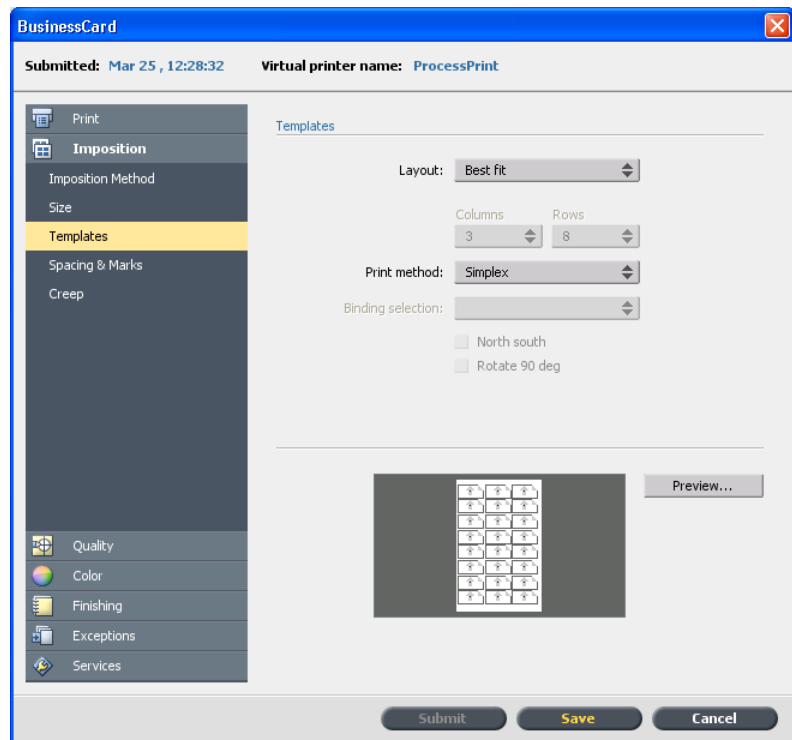 BusinessCard
Submitted: Mar 25 , 12:28:32 Virtual printer name: ProcessPrint
Print
Imposition
Imposition Method
Size
Templates
Spacing & Marks
Creep
Quality
Color
Finishing
Exceptions
Services
Templates
Layout: Best fit
Columns Rows
3 8
Print method: Simplex
Binding selection:
North south
Rotate 90 deg
Preview...
Submit Save Cancel